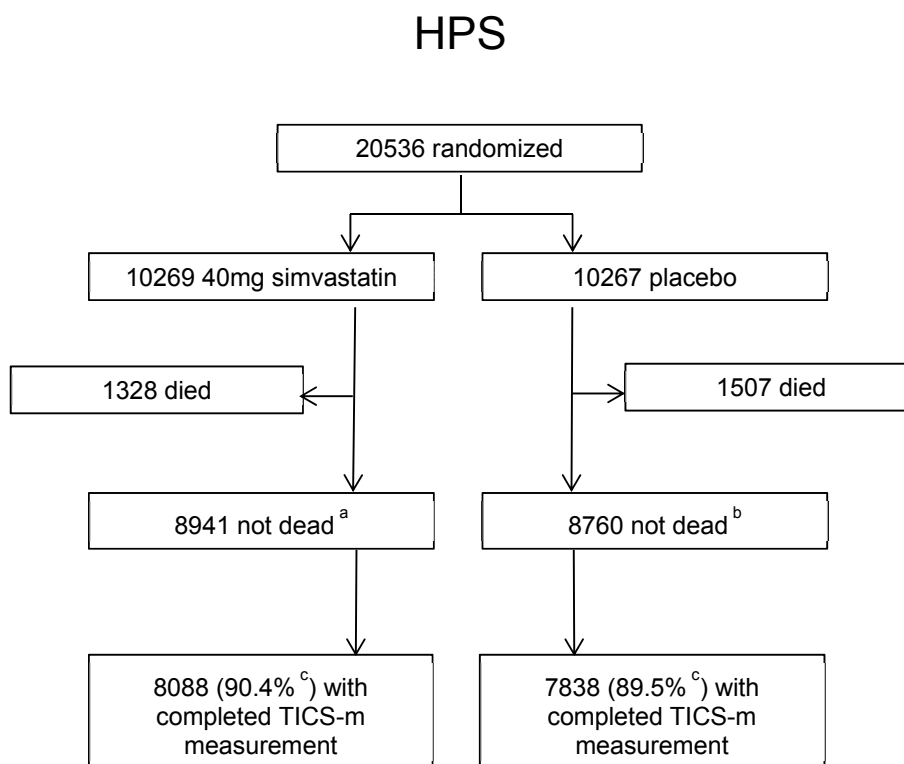 HPS
20536 randomized
10269 40mg simvastatin
10267 placebo
1328 died
1507 died
8941 not dead a
8760 not dead b
8088 (90.4% c) with
completed TICS-m
measurement
7838 (89.5% c) with
completed TICS-m
measurement